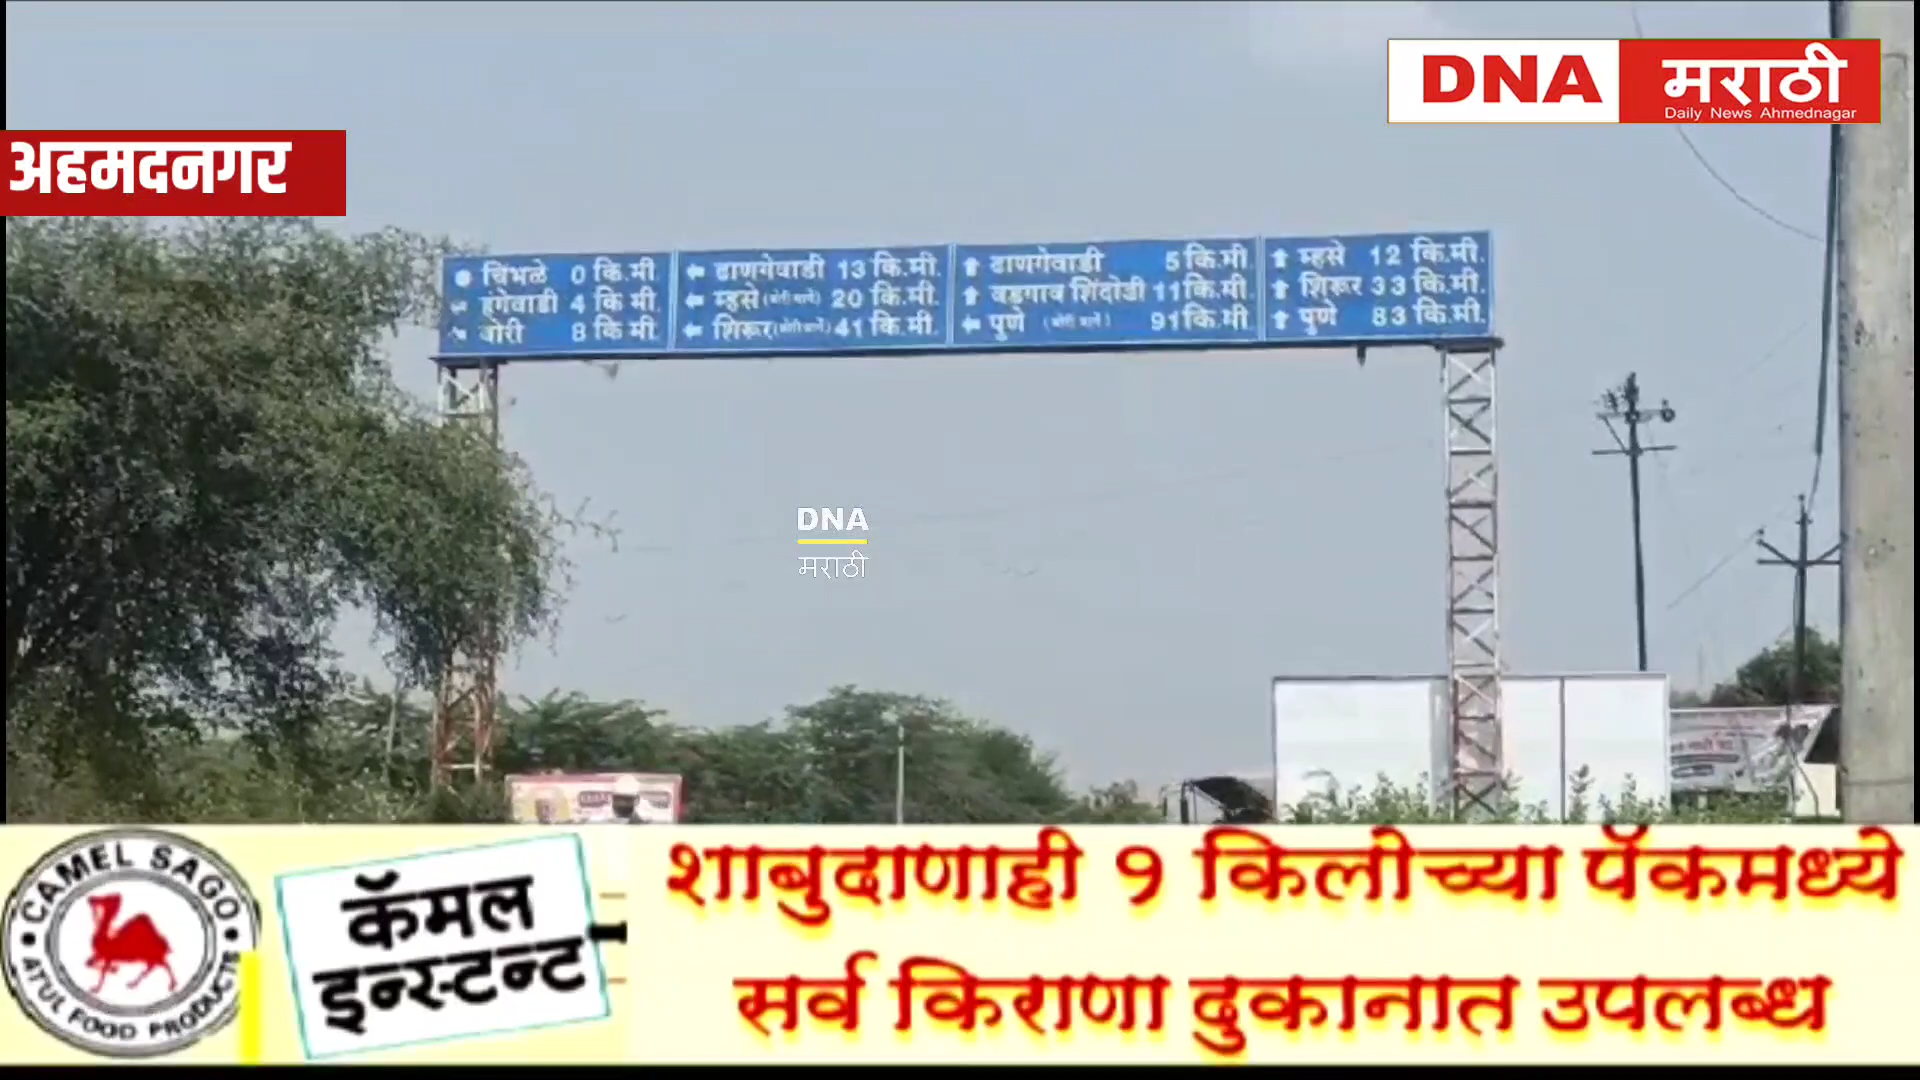 DNA मराठी
Daily News Ahmednagar
अहमदनगर
चिभळे 0 कि.मी.
हंगेवाडी 4 कि मी.
बोरी 8 कि मी.
ढाणगेवाडी 13 कि.मी.
म्हसे (बोरी मार्गे) 20 कि.मी.
शिरूर (बोरी मार्गे) 41 कि.मी.
ढाणगेवाडी 5 कि.मी.
वडगाव शिंदोडी 11 कि.मी.
पुणे (बोरी मार्गे) 91 कि.मी.
म्हसे 12 कि.मी.
शिरूर 33 कि.मी.
पुणे 83 कि.मी.
DNA
मराठी
CAMEL SAGO
ATUL FOOD PRODUCTS
कॅमल
इन्स्टन्ट
शाबुदाणाही १ किलोच्या पॅकमध्ये
सर्व किराणा दुकानात उपलब्ध